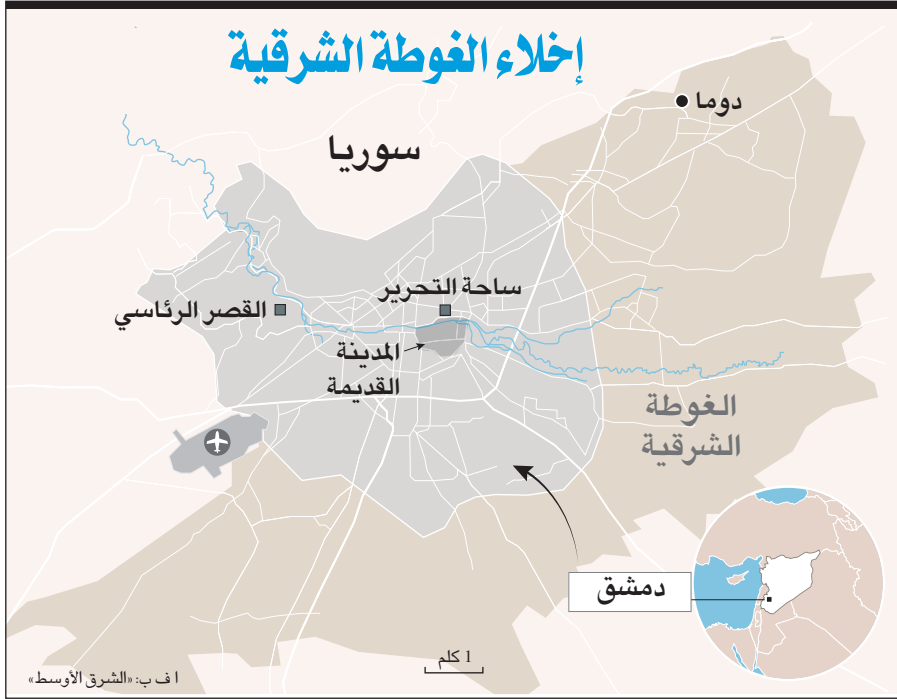 إخلاء الغوطة الشرقية
دوما
سوريا
ساحة التحرير
القصر الرئاسي
المدينة
القديمة
الغوطة
الشرقية
دمشق
1 كلم
ا ف ب: «الشرق الأوسط»